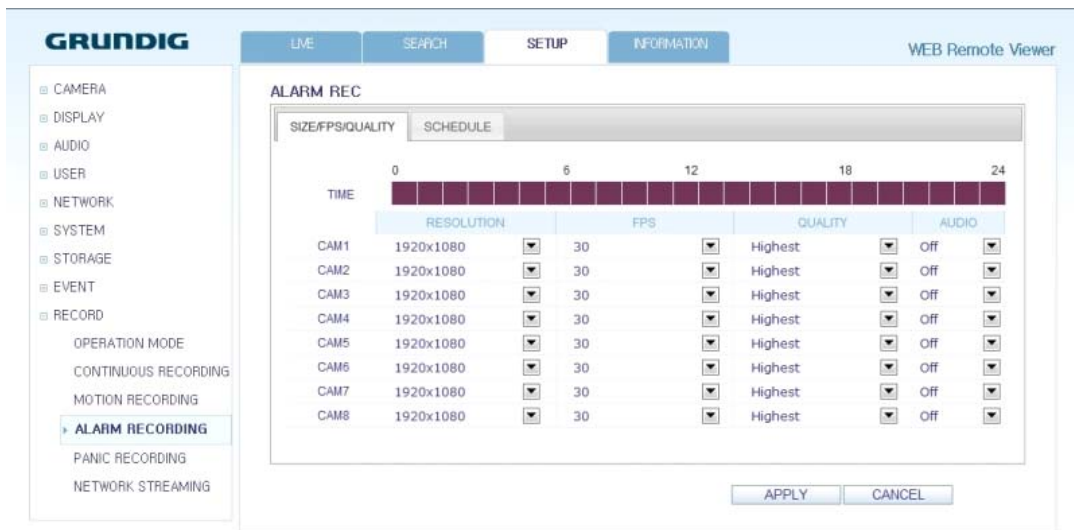 GRUNDIG
LIVE
SEARCH
SETUP
INFORMATION
WEB Remote Viewer
CAMERA
DISPLAY
AUDIO
USER
NETWORK
SYSTEM
STORAGE
EVENT
RECORD
OPERATION MODE
CONTINUOUS RECORDING
MOTION RECORDING
ALARM RECORDING
PANIC RECORDING
NETWORK STREAMING
ALARM REC
SIZE/FPS/QUALITY SCHEDULE
0 6 12 18 24
TIME
RESOLUTION FPS QUALITY AUDIO
CAM1 1920x1080 30 Highest Off
CAM2 1920x1080 30 Highest Off
CAM3 1920x1080 30 Highest Off
CAM4 1920x1080 30 Highest Off
CAM5 1920x1080 30 Highest Off
CAM6 1920x1080 30 Highest Off
CAM7 1920x1080 30 Highest Off
CAM8 1920x1080 30 Highest Off
APPLY CANCEL